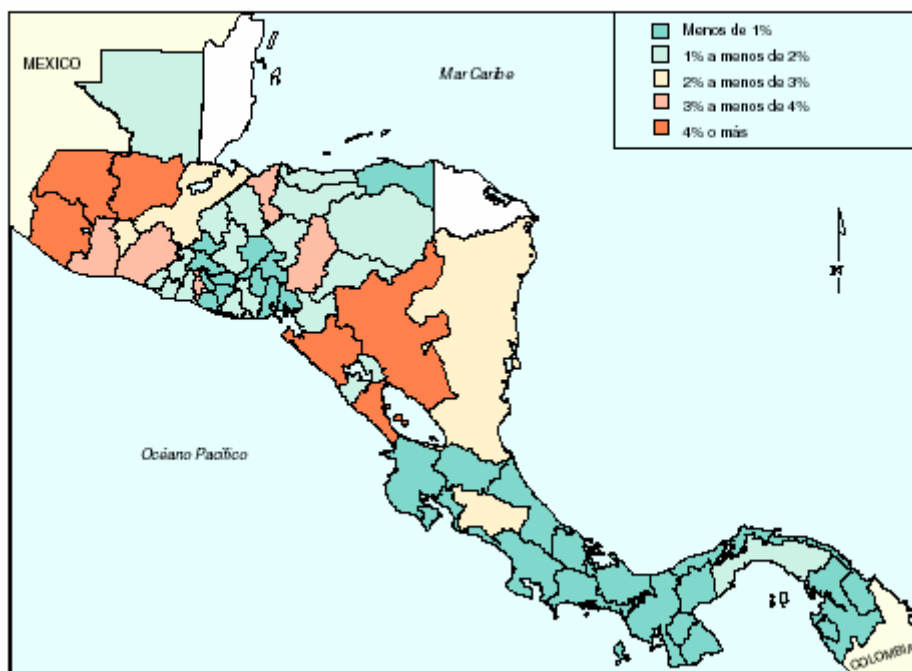 Menos de 1%
1% a menos de 2%
2% a menos de 3%
3% a menos de 4%
4% o más
MEXICO
Mar Caribe
Océano Pacífico
COLOMBIA